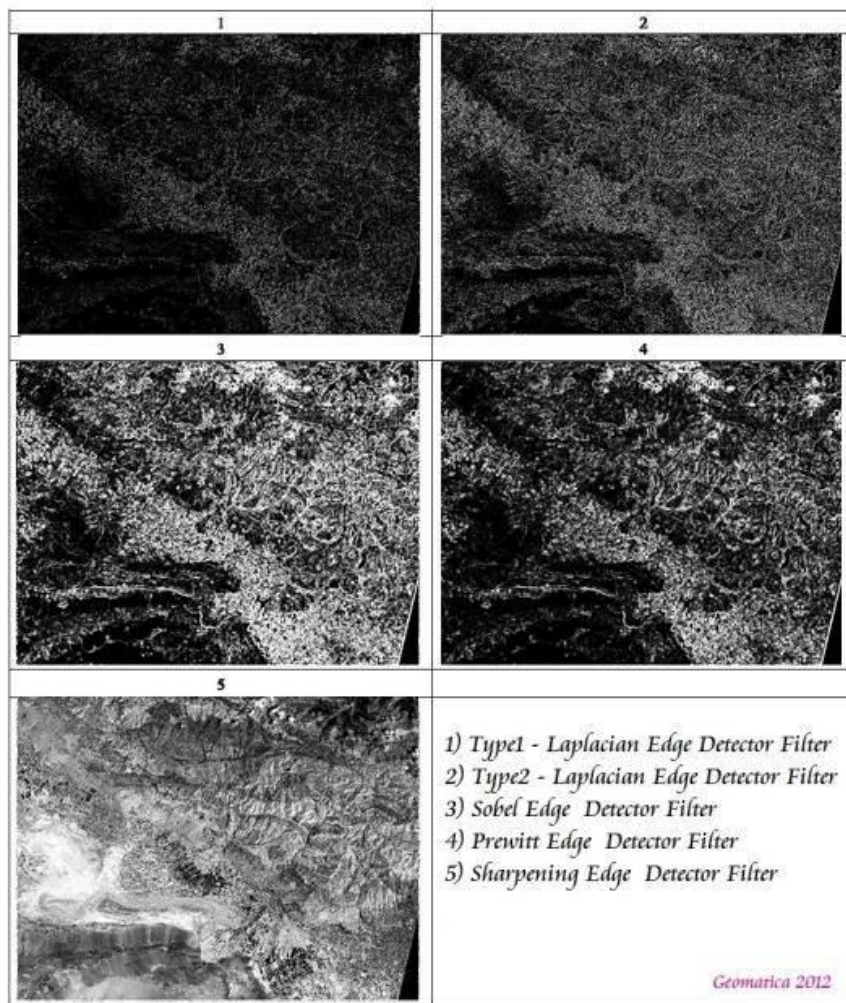 1
2
3
4
5
1) Type1 - Laplacian Edge Detector Filter
2) Type2 - Laplacian Edge Detector Filter
3) Sobel Edge Detector Filter
4) Prewitt Edge Detector Filter
5) Sharpening Edge Detector Filter
Geomatica 2012